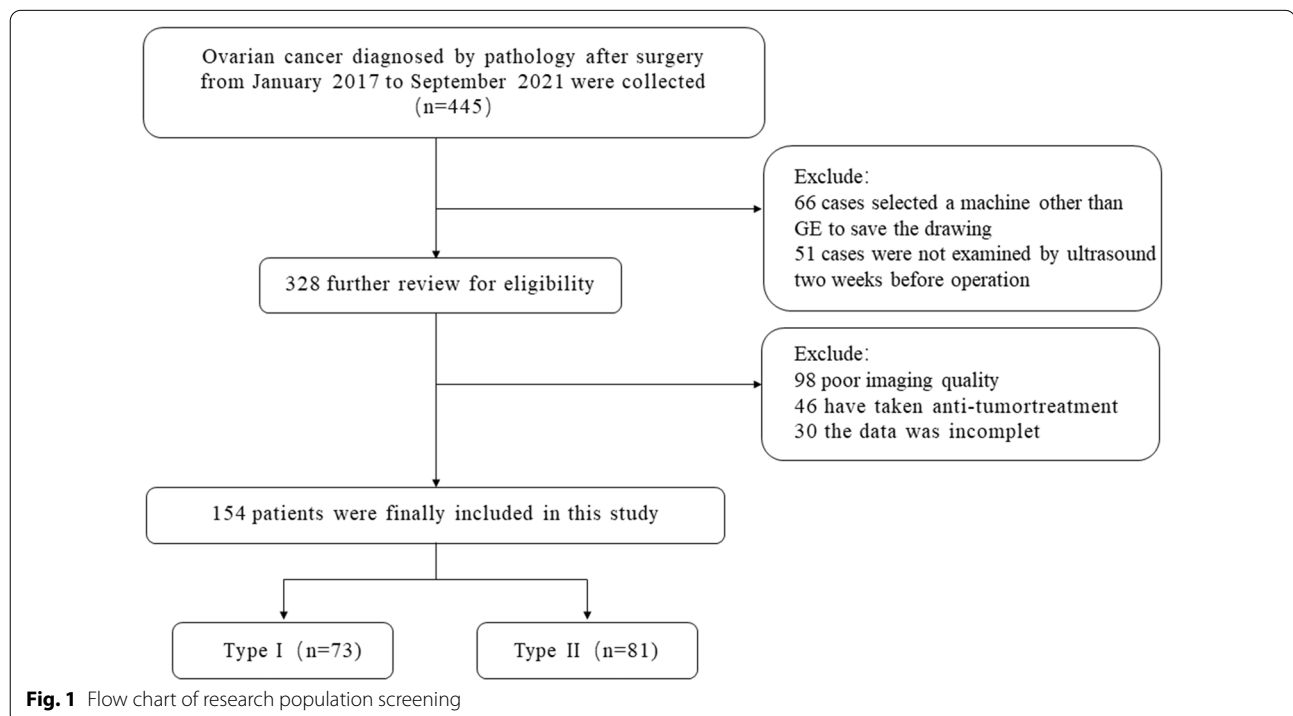 Ovarian cancer diagnosed by pathology after surgery
from January 2017 to September 2021 were collected
(n=445)
Exclude:
66 cases selected a machine other than
GE to save the drawing
51 cases were not examined by ultrasound
two weeks before operation
328 further review for eligibility
Exclude:
98 poor imaging quality
46 have taken anti-tumortreatment
30 the data was incomplet
154 patients were finally included in this study
Type I (n=73)
Type II (n=81)
Fig. 1 Flow chart of research population screening